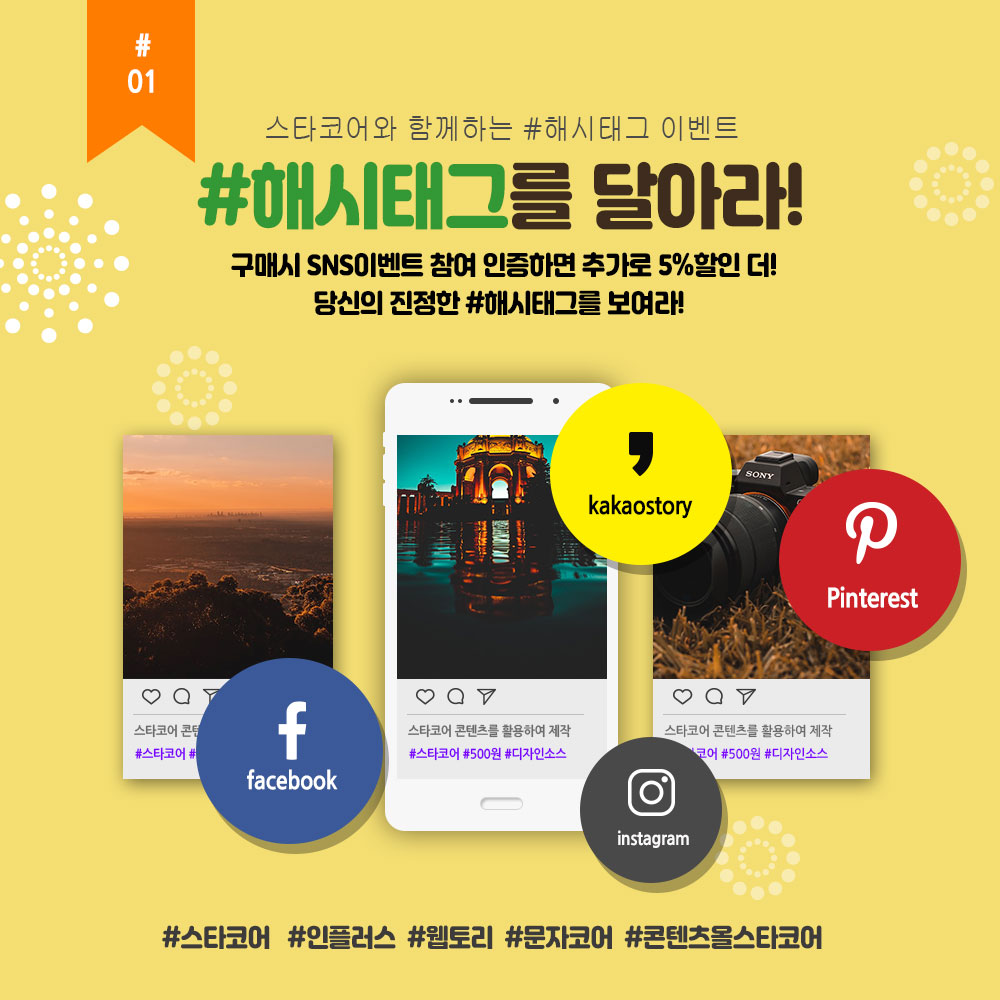 #
01
스타코어와 함께하는 #해시태그 이벤트
#해시태그를 달아라!
구매시 SNS이벤트 참여 인증하면 추가로 5%할인 더!
당신의 진정한 #해시태그를 보여라!
kakaostory
SONY
Pinterest
스타코어 콘텐
#스타코어
facebook
스타코어 콘텐츠를 활용하여 제작
#스타코어 #500원 #디자인소스
스타코어 콘텐츠를 활용하여 제작
코어 #500원 #디자인소스
instagram
#스타코어 #인플러스 #웹토리 #문자코어 #콘텐츠올스타코어